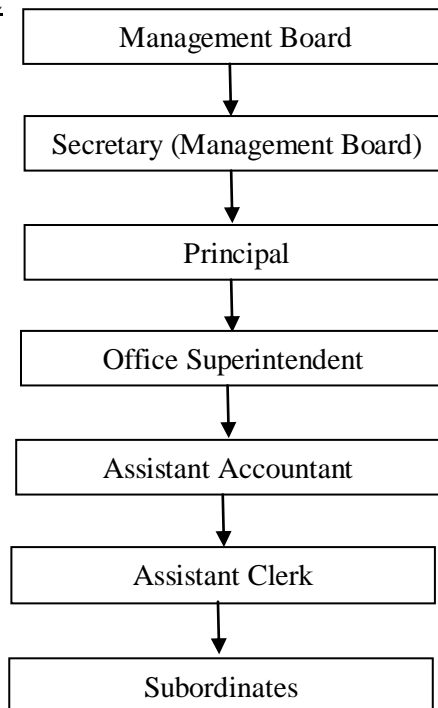 Management Board
Secretary (Management Board)
Principal
Office Superintendent
Assistant Accountant
Assistant Clerk
Subordinates